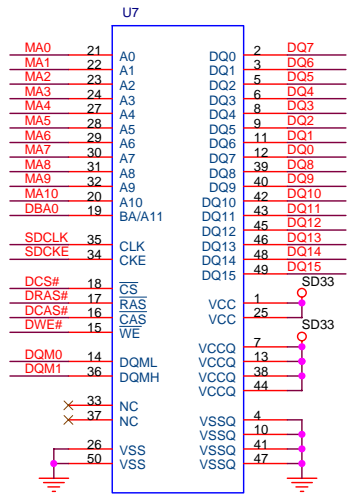 U7
MA0 21 A0 DQ0 2 DQ7
MA1 22 A1 DQ1 3 DQ6
MA2 23 A2 DQ2 5 DQ5
MA3 24 A3 DQ3 6 DQ4
MA4 27 A4 DQ4 8 DQ3
MA5 28 A5 DQ5 9 DQ2
MA6 29 A6 DQ6 11 DQ1
MA7 30 A7 DQ7 12 DQ0
MA8 31 A8 DQ8 39 DQ8
MA9 32 A9 DQ9 40 DQ9
MA10 20 A10 DQ10 42 DQ10
DBA0 19 BA/A11 DQ11 43 DQ11
DQ12 45 DQ12
SDCLK 35 CLK DQ13 46 DQ13
SDCKE 34 CKE DQ14 48 DQ14
DQ15 49 DQ15
DCS# 18 CS SD33
DRAS# 17 RAS VCC 1
DCAS# 16 CAS VCC 25
DWE# 15 WE SD33
VCCQ 7
DQM0 14 DQML VCCQ 13
DQM1 36 DQMH VCCQ 38
VCCQ 44
33 NC
37 NC VSSQ 4
VSSQ 10
26 VSS VSSQ 41
50 VSS VSSQ 47